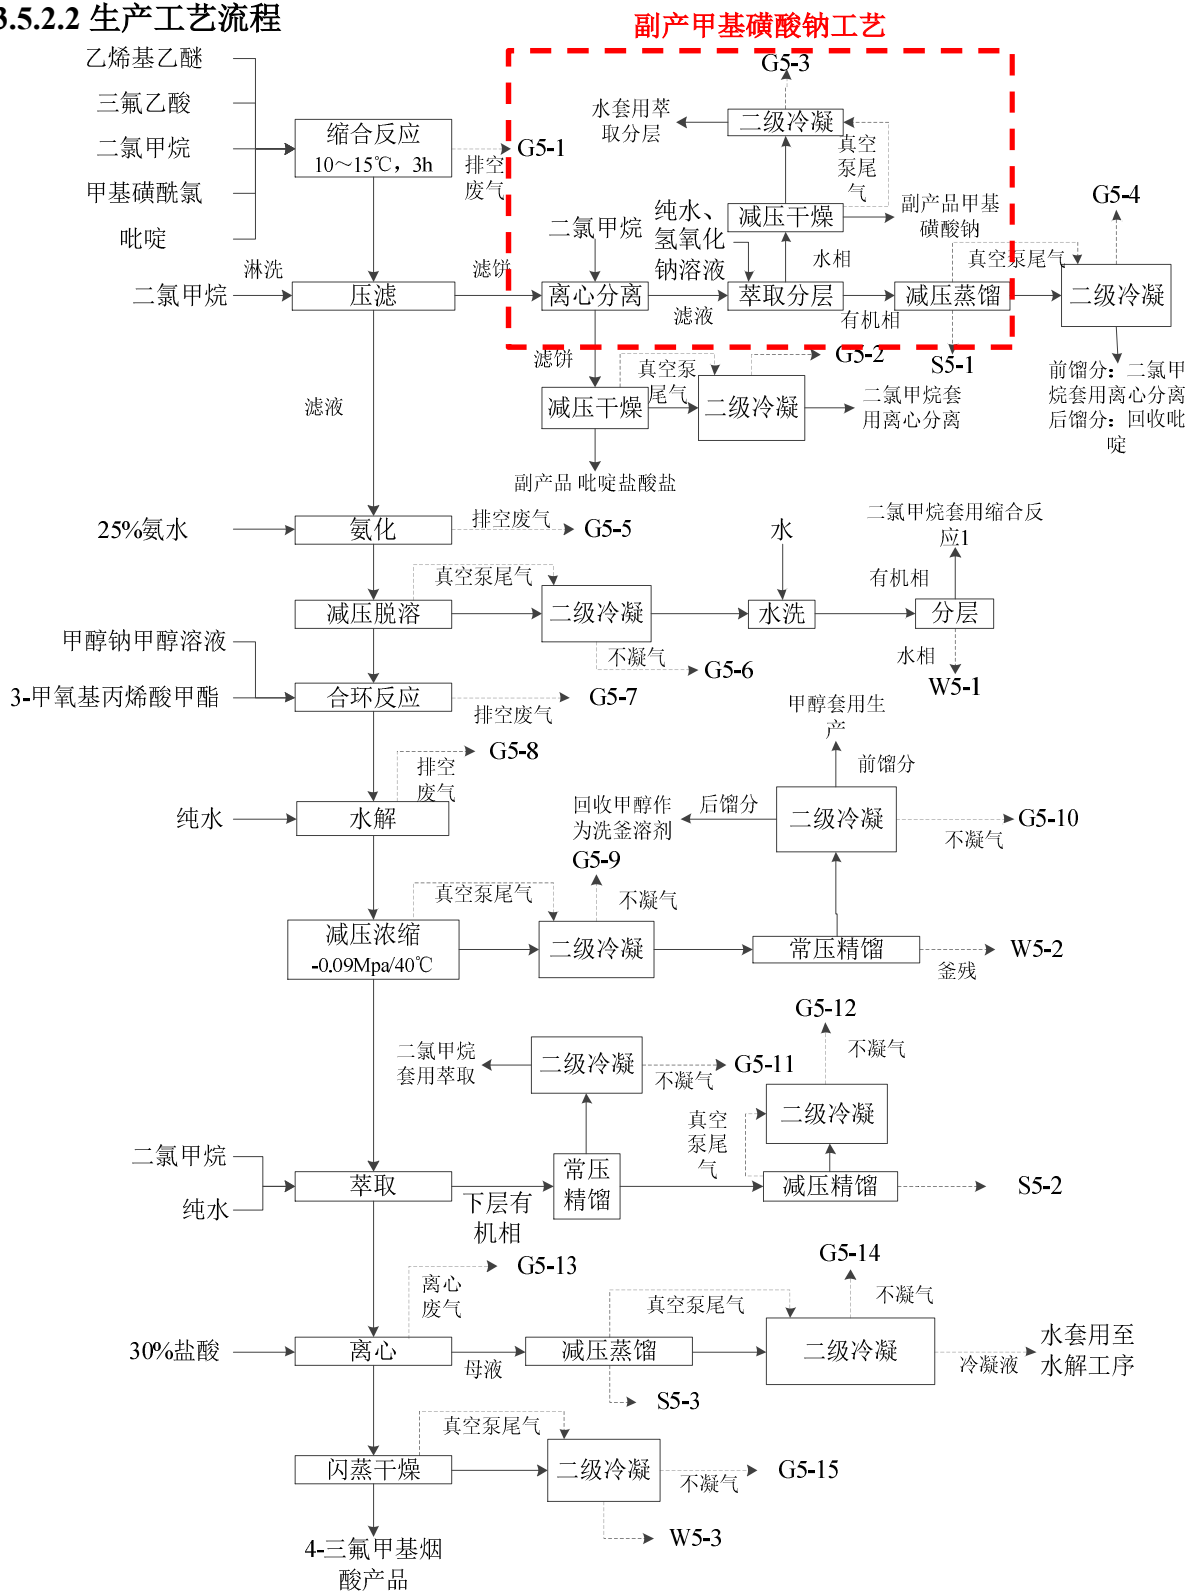 3.5.2.2 生产工艺流程
副产甲基磺酸钠工艺
乙烯基乙醚
三氟乙酸
二氯甲烷
甲基磺酰氯
吡啶
缩合反应
10～15℃，3h
排空
废气
G5-1
G5-3
二级冷凝
水套用萃
取分层
真空
泵尾
气
减压干燥
副产品甲基
磺酸钠
G5-4
淋洗
二氯甲烷
压滤
滤饼
二氯甲烷
离心分离
纯水、
氢氧化
钠溶液
滤液
水相
萃取分层
有机相
减压蒸馏
真空泵尾气
二级冷凝
S5-1
前馏分：二氯甲
烷套用离心分离
后馏分：回收吡
啶
滤饼
减压干燥
真空泵
尾气
二级冷凝
G5-2
二氯甲烷套
用离心分离
副产品 吡啶盐酸盐
滤液
25%氨水
氨化
排空废气
G5-5
减压脱溶
真空泵尾气
二级冷凝
不凝气
G5-6
水
水洗
二氯甲烷套用缩合反
应1
有机相
分层
水相
W5-1
甲醇钠甲醇溶液
3-甲氧基丙烯酸甲酯
合环反应
排空废气
G5-7
排空
废气
G5-8
纯水
水解
甲醇套用生
产
前馏分
回收甲醇作
为洗釜溶剂
后馏分
二级冷凝
不凝气
G5-10
减压浓缩
-0.09Mpa/40℃
真空泵尾气
G5-9
不凝气
二级冷凝
常压精馏
釜残
W5-2
二氯甲烷
套用萃取
二级冷凝
不凝气
G5-11
G5-12
不凝气
二级冷凝
真空
泵尾
气
二氯甲烷
纯水
萃取
下层有
机相
常压
精馏
减压精馏
S5-2
离心
废气
G5-13
30%盐酸
离心
母液
减压蒸馏
真空泵尾气
G5-14
不凝气
二级冷凝
冷凝液
水套用至
水解工序
S5-3
闪蒸干燥
真空泵尾气
二级冷凝
不凝气
G5-15
W5-3
4-三氟甲基烟
酸产品